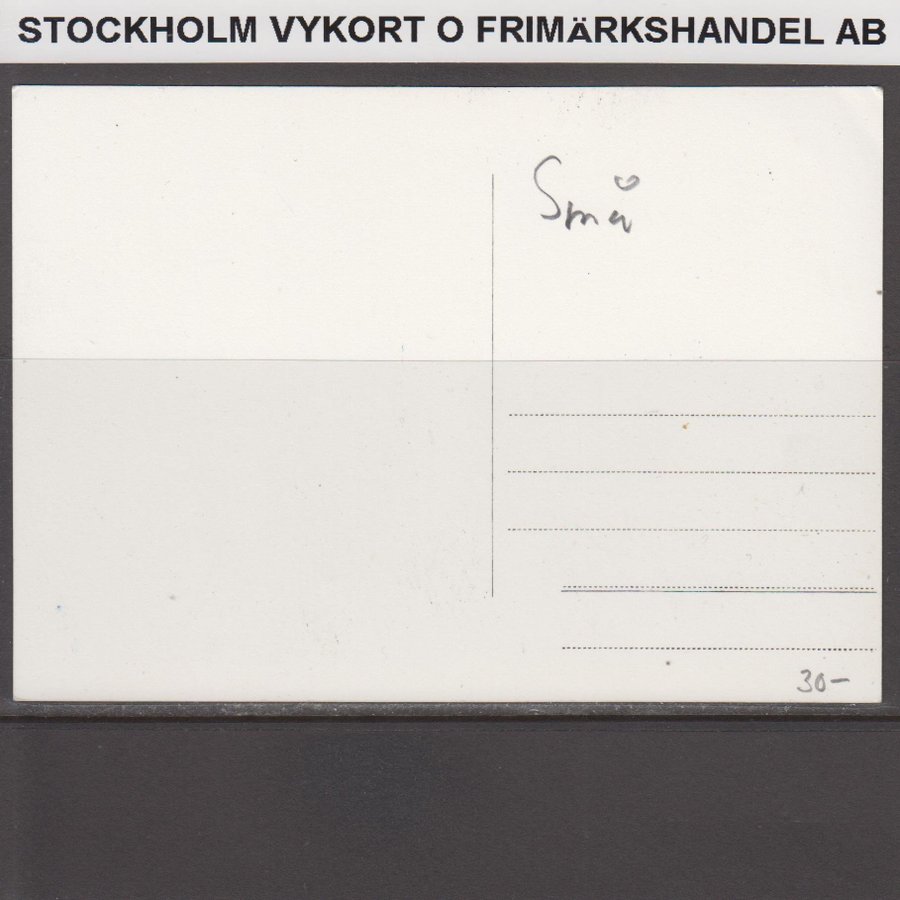 STOCKHOLM VYKORT O FRIMÄRKSHANDEL AB
Små
30-